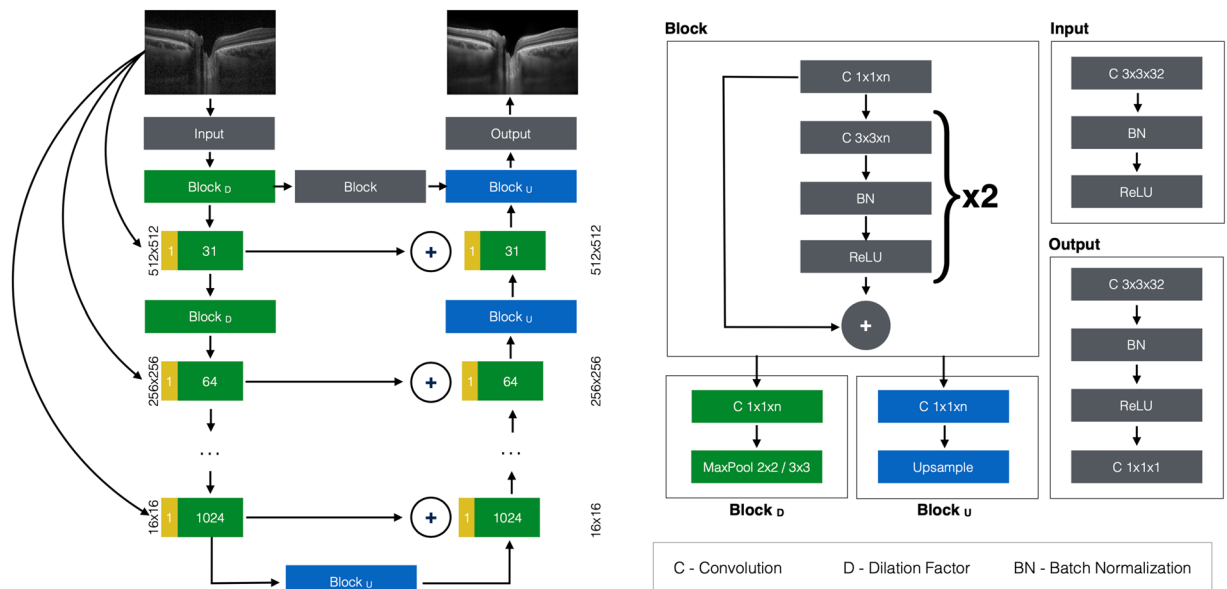 Input
Output
Block D
Block
Block U
512x512
1
31
1
31
512x512
Block D
Block U
256x256
1
64
1
64
256x256
...
...
16x16
1
1024
1
1024
16x16
Block U
Block
C 1x1xn
C 3x3xn
BN
ReLU
x2
C 1x1xn
MaxPool 2x2 / 3x3
Block D
C 1x1xn
Upsample
Block U
Input
C 3x3x32
BN
ReLU
Output
C 3x3x32
BN
ReLU
C 1x1x1
C - Convolution D - Dilation Factor BN - Batch Normalization